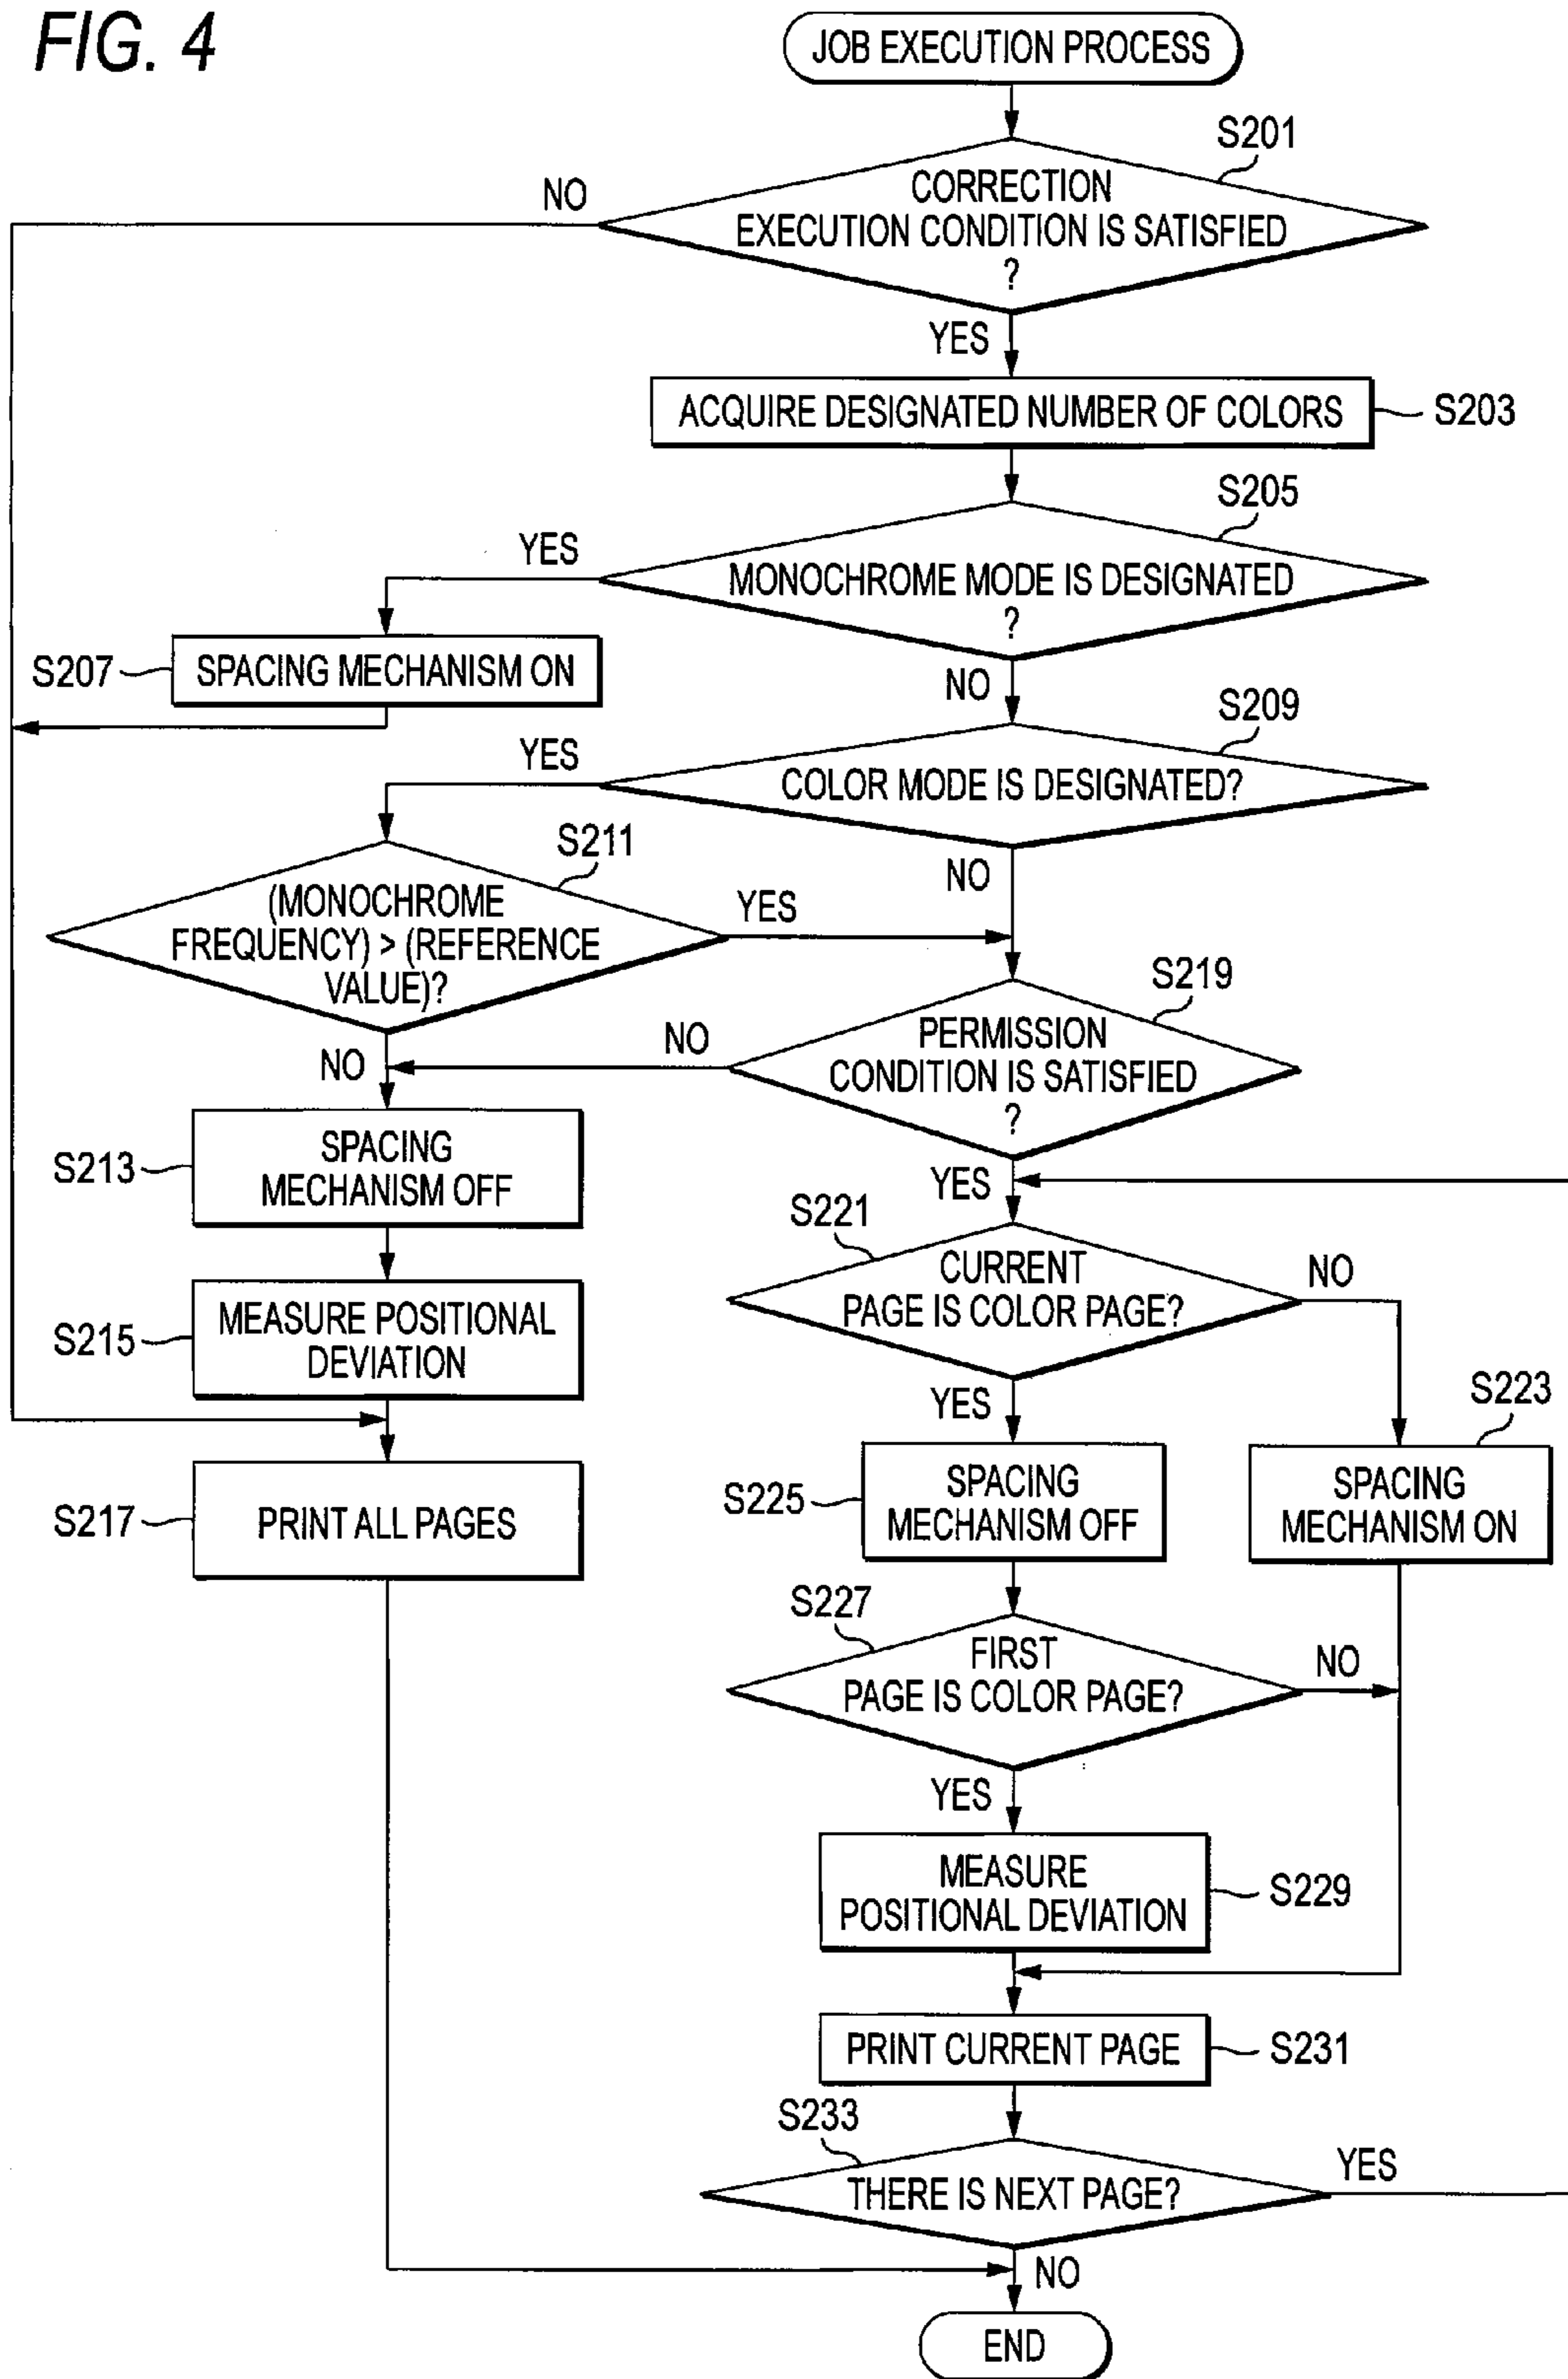 FIG. 4
JOB EXECUTION PROCESS
S201
CORRECTION
EXECUTION CONDITION IS SATISFIED
?
NO
YES
ACQUIRE DESIGNATED NUMBER OF COLORS
S203
S205
YES
MONOCHROME MODE IS DESIGNATED
?
S207
SPACING MECHANISM ON
NO
S209
YES
COLOR MODE IS DESIGNATED?
S211
NO
(MONOCHROME
FREQUENCY) > (REFERENCE
VALUE)?
YES
S219
NO
NO
PERMISSION
CONDITION IS SATISFIED
?
S213
SPACING
MECHANISM OFF
YES
S221
CURRENT
PAGE IS COLOR PAGE?
NO
S215
MEASURE POSITIONAL
DEVIATION
YES
S223
S217
PRINT ALL PAGES
S225
SPACING
MECHANISM OFF
SPACING
MECHANISM ON
S227
FIRST
PAGE IS COLOR PAGE?
NO
YES
MEASURE
POSITIONAL DEVIATION
S229
PRINT CURRENT PAGE
S231
S233
THERE IS NEXT PAGE?
YES
NO
END